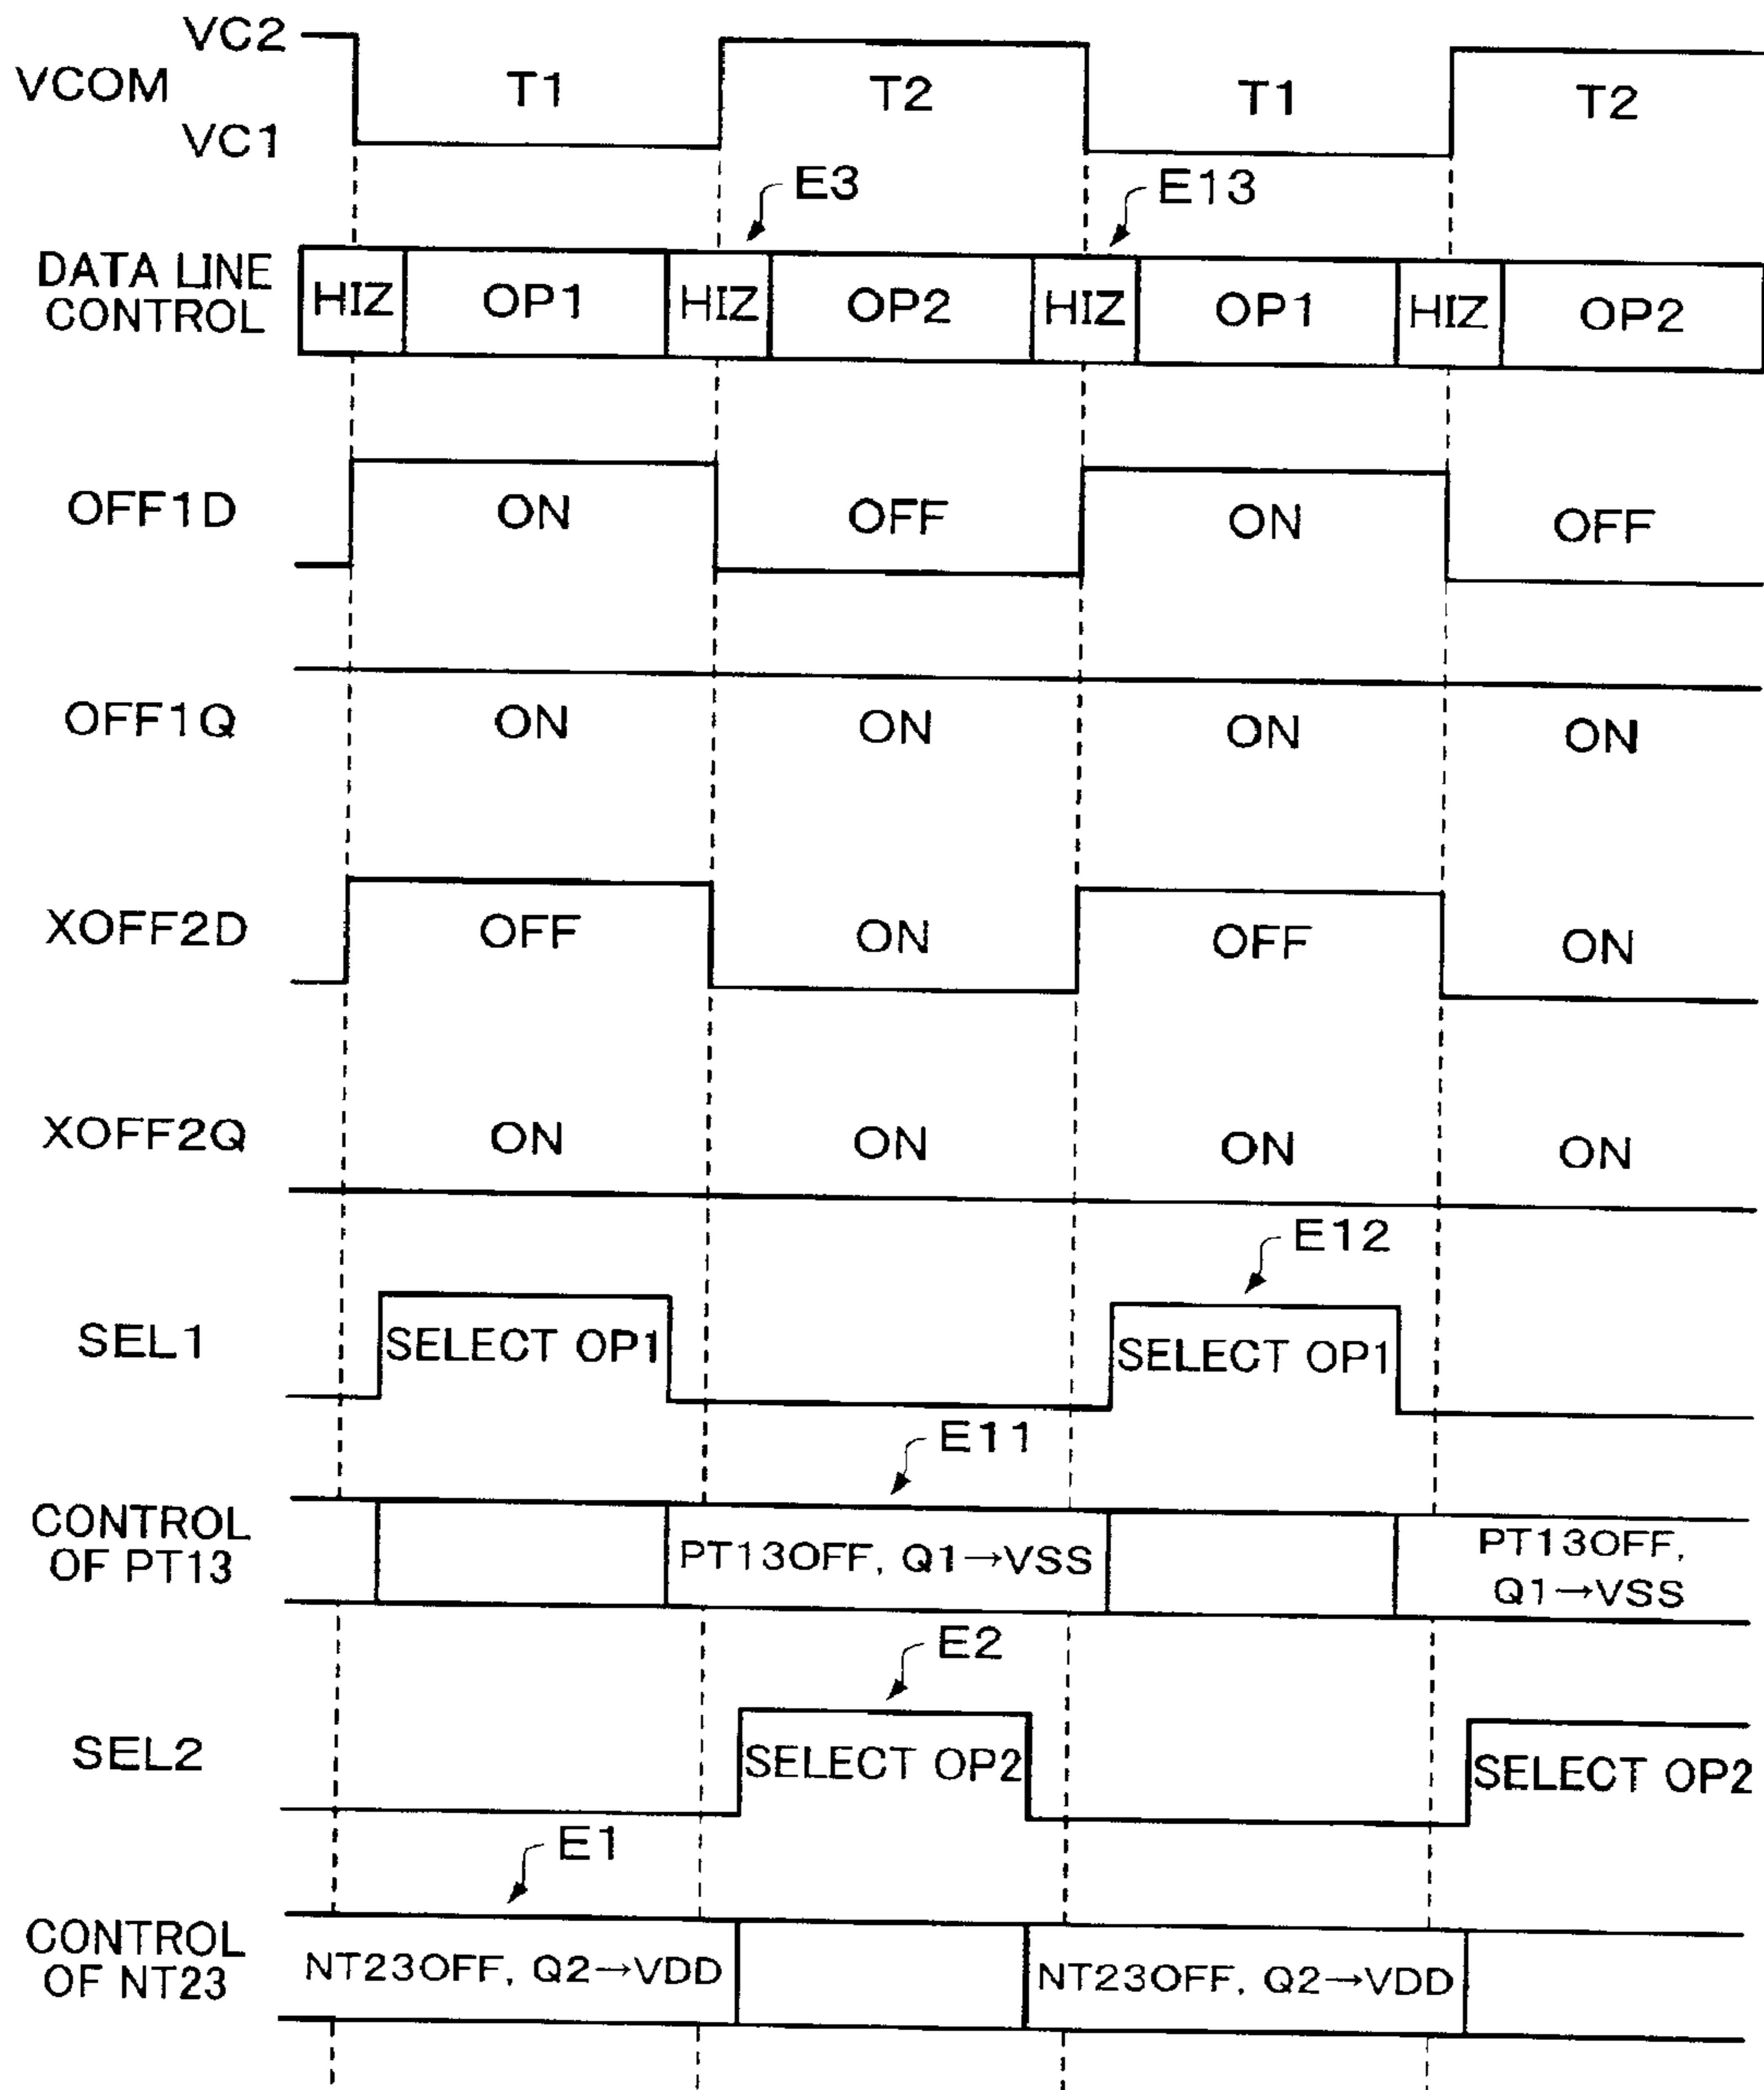 VC2
VCOM
VC1
T1 T2 T1 T2
E3 E13
DATA LINE
CONTROL
HIZ OP1 HIZ OP2 HIZ OP1 HIZ OP2
OFF1D
ON OFF ON OFF
OFF1Q
ON ON ON ON
XOFF2D
OFF ON OFF ON
XOFF2Q
ON ON ON ON
E12
SEL1
SELECT OP1 SELECT OP1
E11
CONTROL
OF PT13
PT13OFF, Q1→VSS
PT13OFF,
Q1→VSS
E2
SEL2
SELECT OP2 SELECT OP2
E1
CONTROL
OF NT23
NT23OFF, Q2→VDD NT23OFF, Q2→VDD